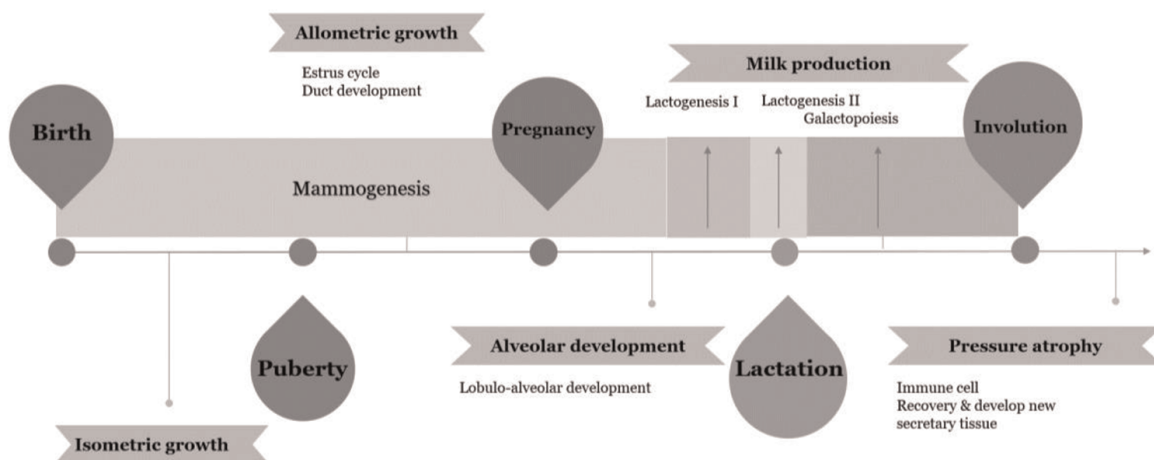 Allometric growth
Estrus cycle
Duct development
Milk production
Lactogenesis I
Lactogenesis II
Galactopoiesis
Birth
Pregnancy
Involution
Mammogenesis
Puberty
Alveolar development
Lobulo-alveolar development
Lactation
Pressure atrophy
Immune cell
Recovery & develop new
secretary tissue
Isometric growth